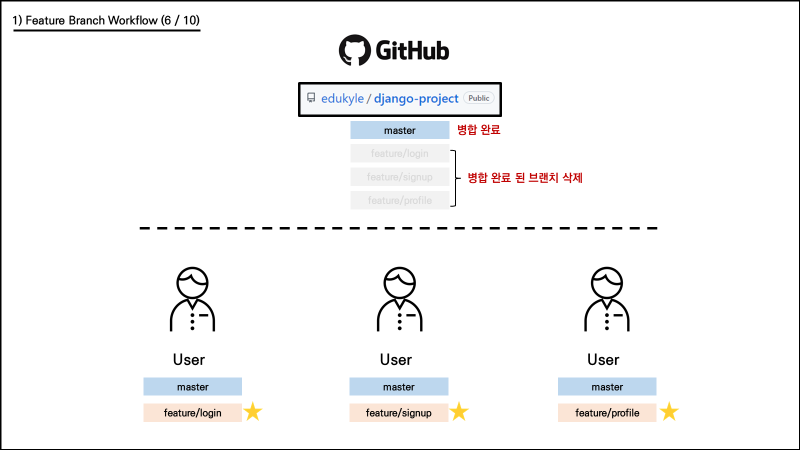 1) Feature Branch Workflow (6 / 10)
GitHub
edukyle / django-project Public
master 병합 완료
feature/login
feature/signup 병합 완료 된 브랜치 삭제
feature/profile
User User User
master master master
feature/login feature/signup feature/profile